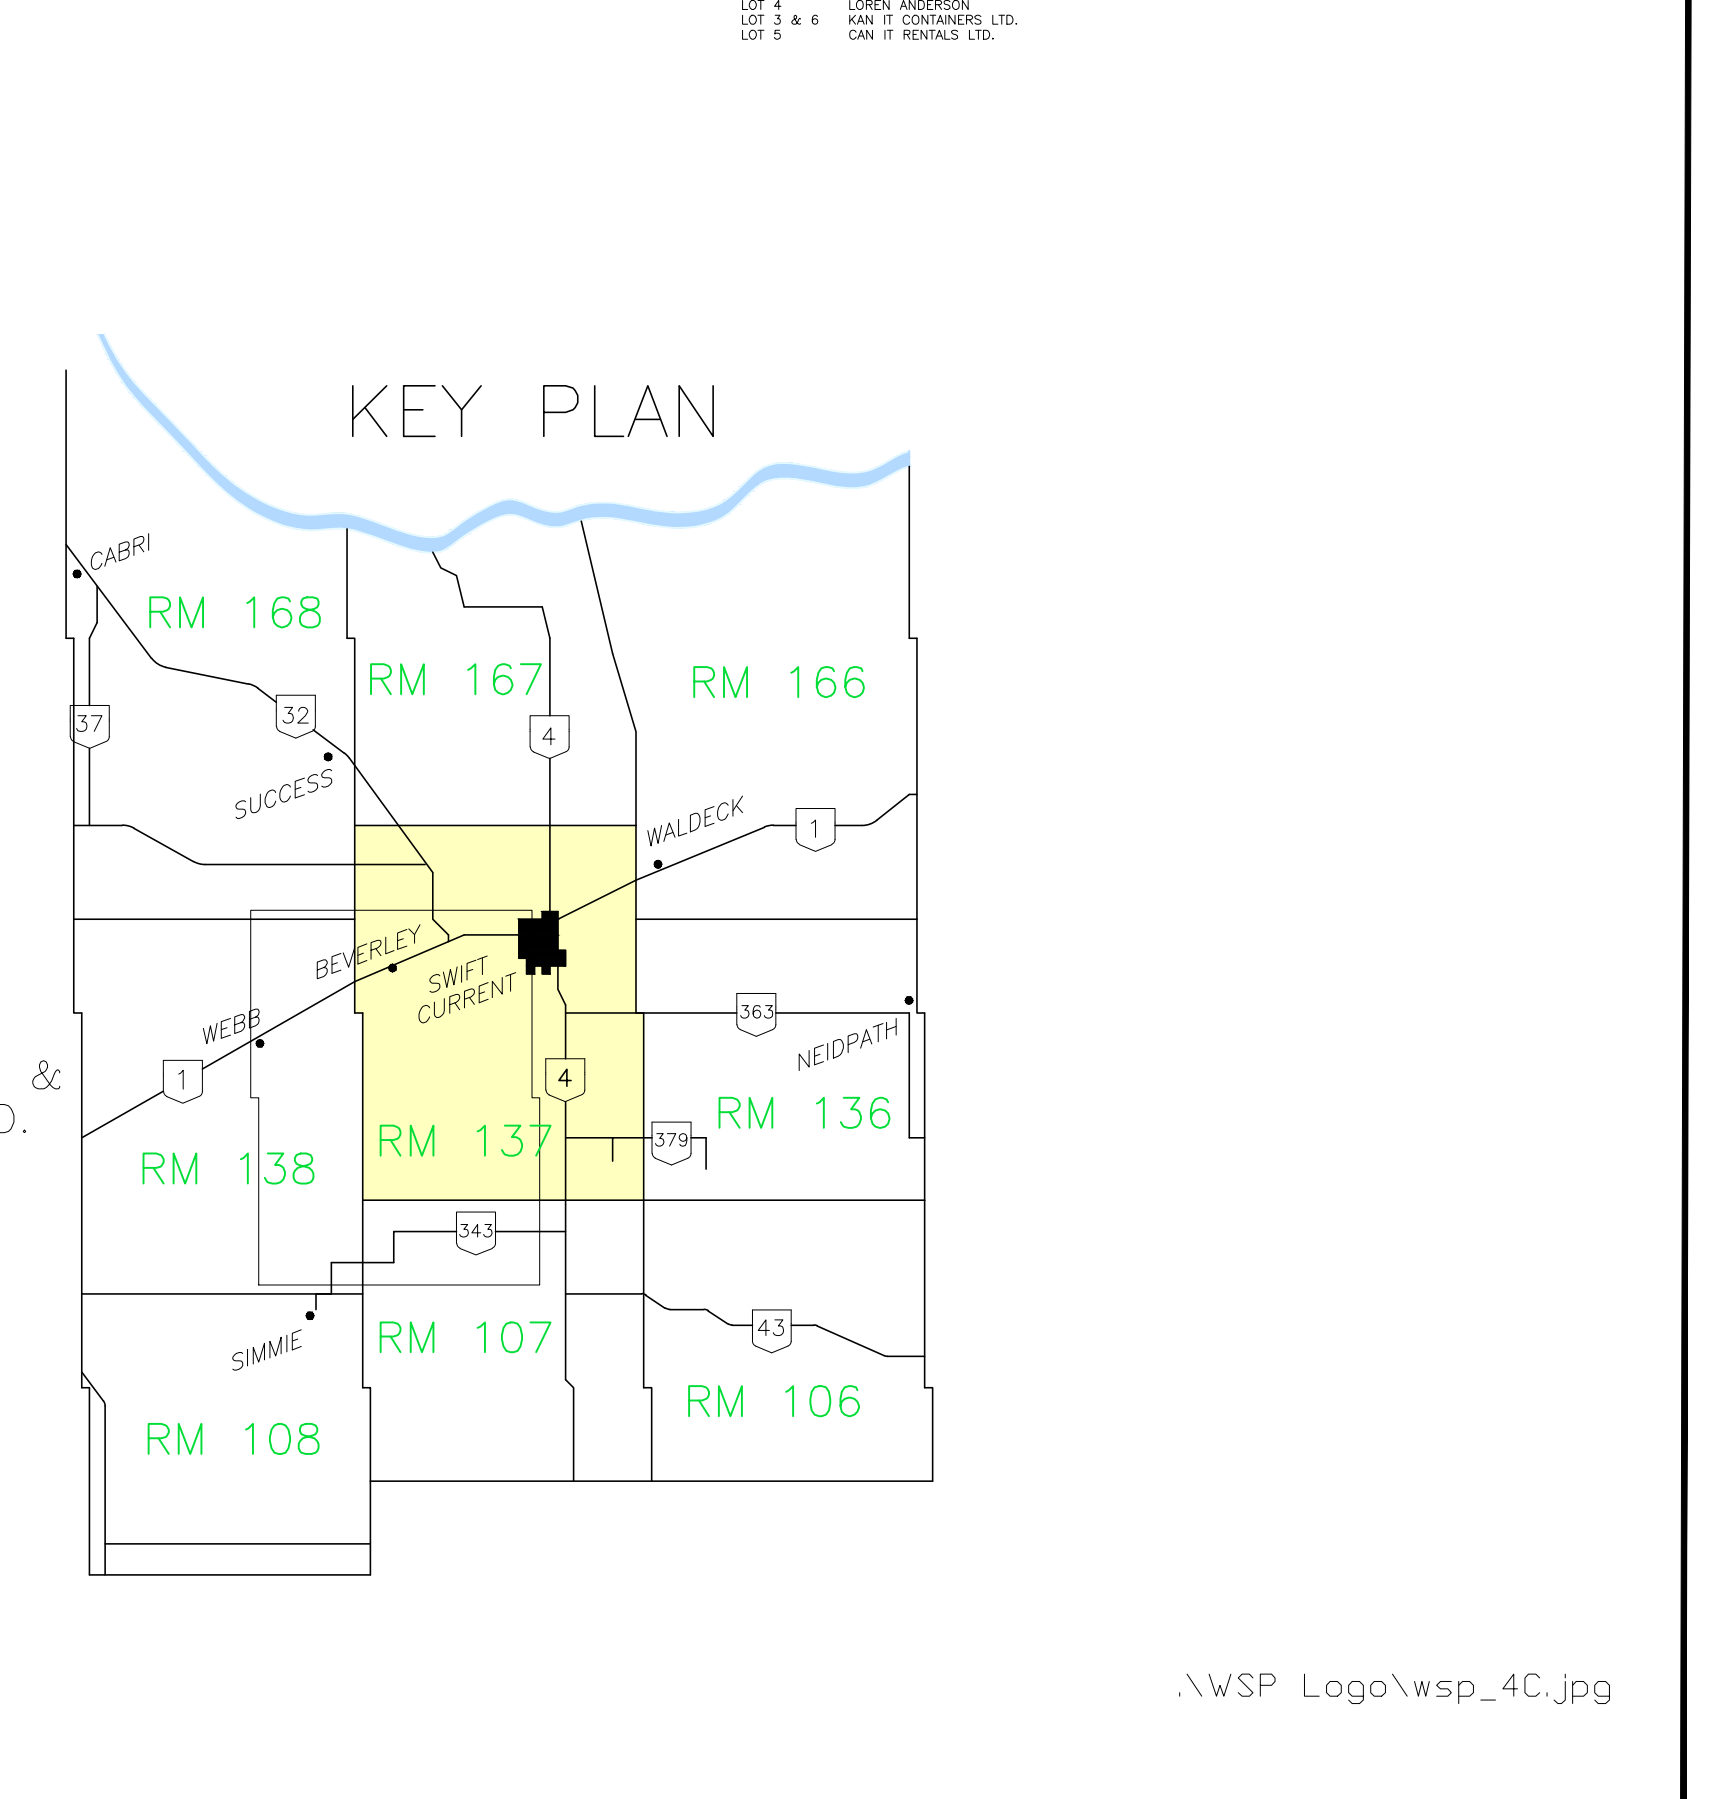 LOT 4 LOREN ANDERSON
LOT 3 & 6 KAN IT CONTAINERS LTD.
LOT 5 CAN IT RENTALS LTD.
KEY PLAN
CABRI
RM 168
RM 167
RM 166
37
32
4
SUCCESS
WALDECK
1
BEVERLEY
SWIFT
CURRENT
WEBB
363
NEIDPATH
&
1
4
D.
RM 136
RM 137
379
RM 138
343
SIMMIE
RM 107
43
RM 106
RM 108
.\WSP Logo\wsp_4C.jpg